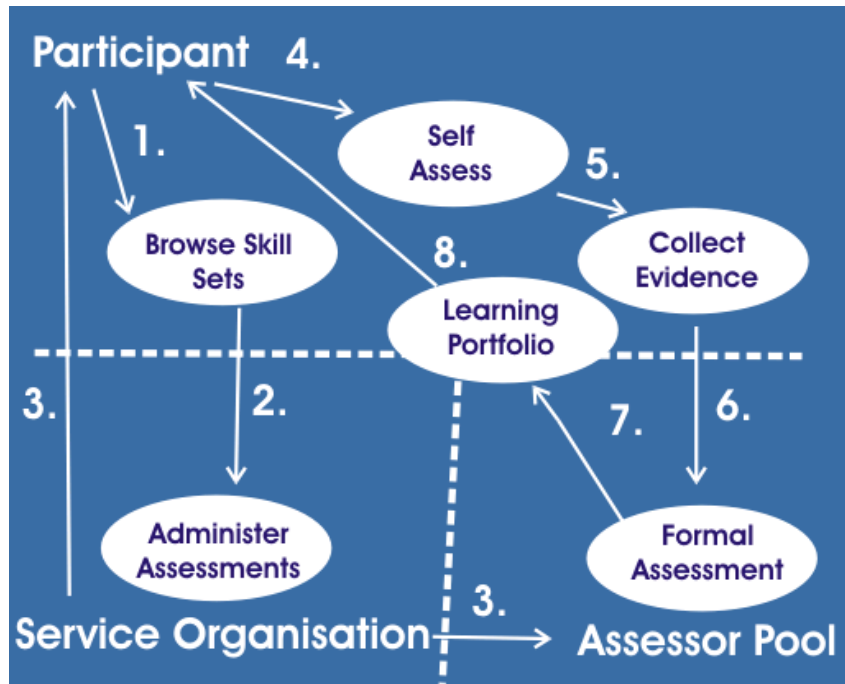 Participant
4.
1.
Self
Assess
5.
Browse Skill
Sets
8.
Collect
Evidence
Learning
Portfolio
3.
2.
7.
6.
Administer
Assessments
Formal
Assessment
3.
Service Organisation
Assessor Pool